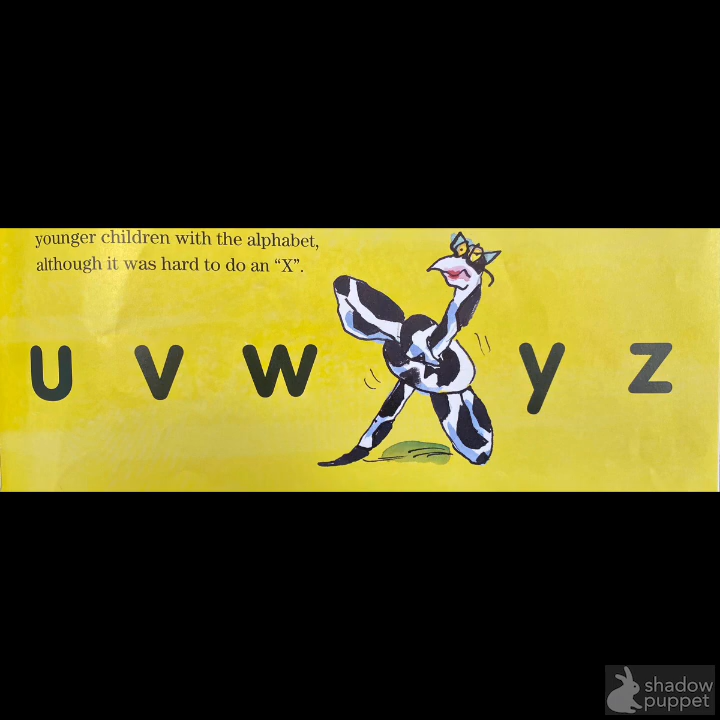 younger children with the alphabet,
although it was hard to do an “X”.
u v w y z
shadow
puppet